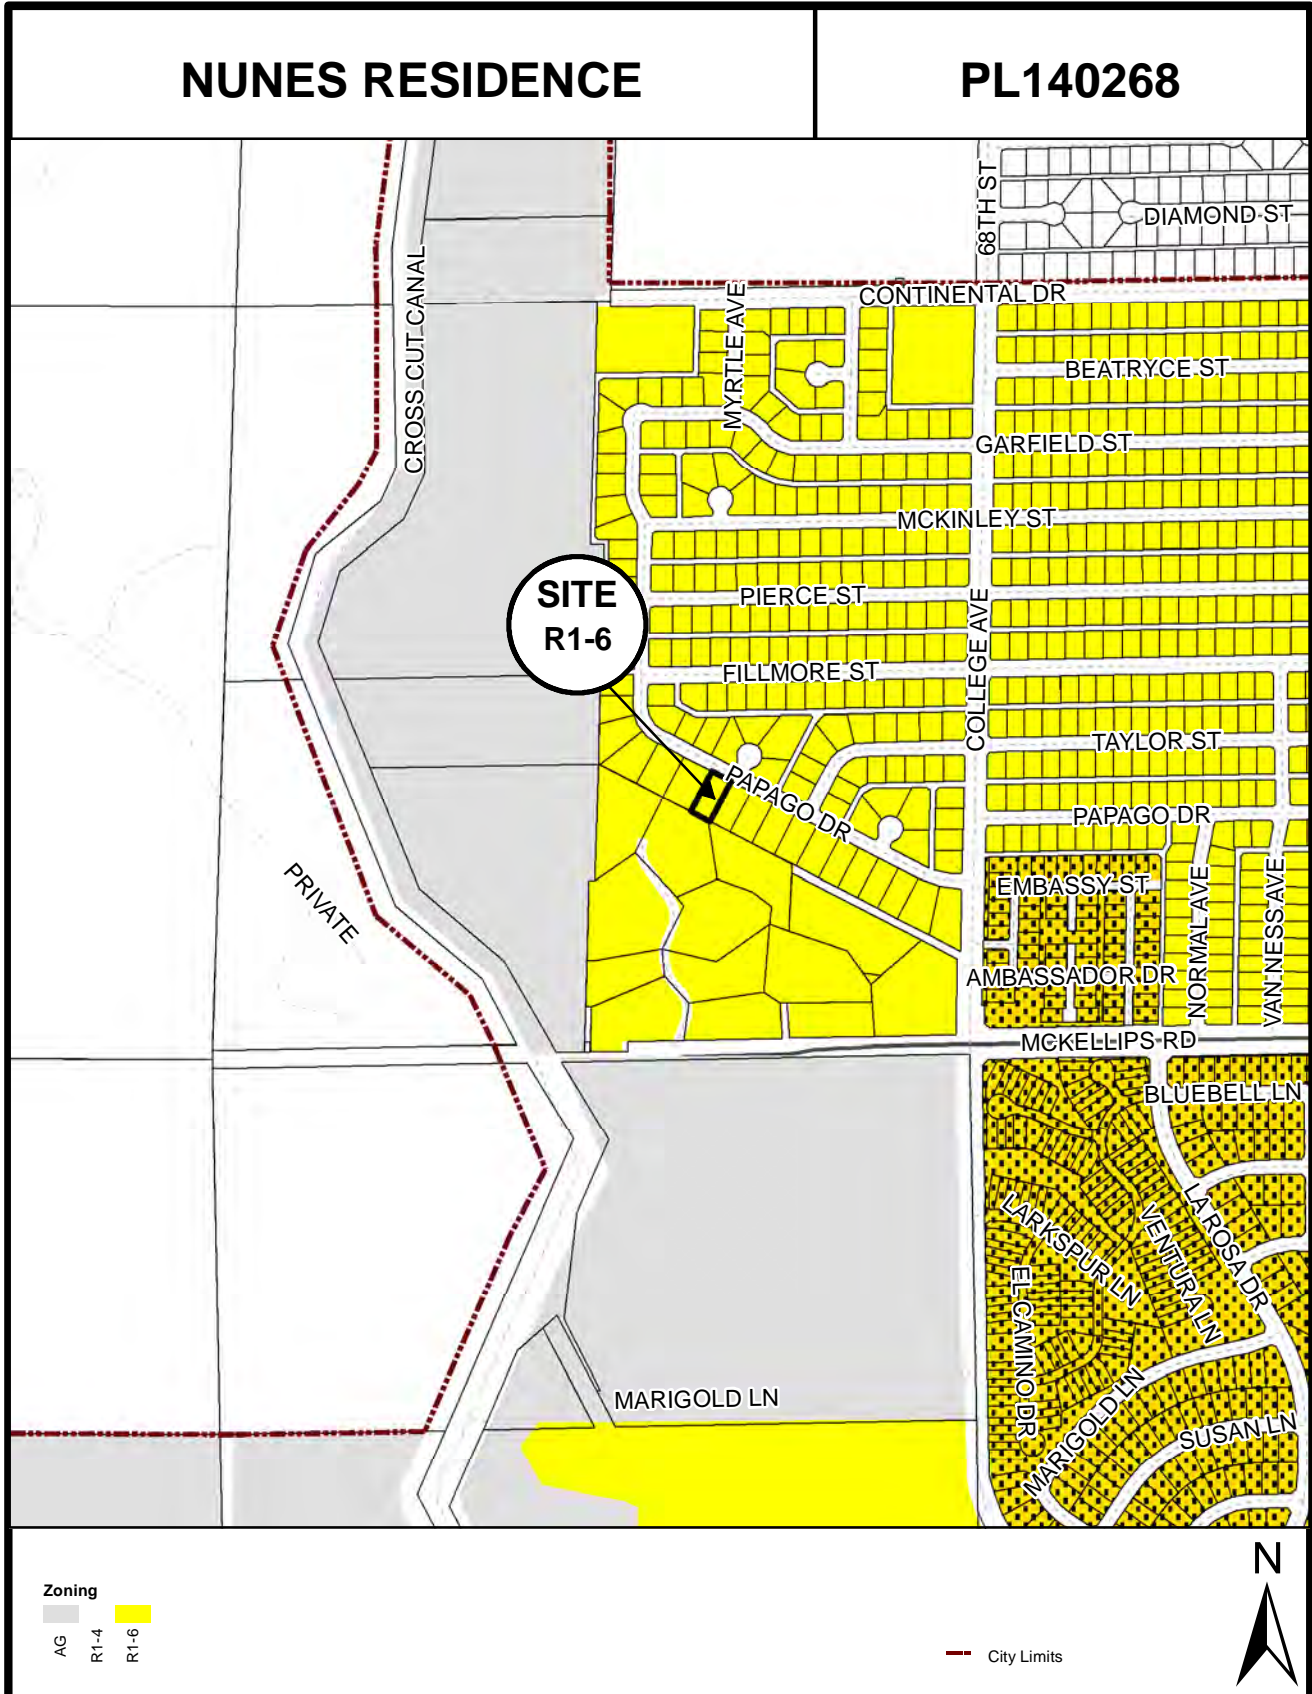 NUNES RESIDENCE
PL140268
68TH ST
DIAMOND ST
CROSS CUT CANAL
MYRTLE AVE
CONTINENTAL DR
BEATRYCE ST
GARFIELD ST
MCKINLEY ST
SITE
R1-6
PIERCE ST
COLLEGE AVE
FILLMORE ST
TAYLOR ST
PAPAGO DR
PAPAGO DR
PRIVATE
EMBASSY ST
NORMAL AVE
VAN NESS AVE
AMBASSADOR DR
MCKELLIPS RD
BLUEBELL LN
LARKSPUR LN
VENTURA LN
LA ROSA DR
EL CAMINO DR
MARIGOLD LN
MARIGOLD LN
SUSAN LN
N
Zoning
AG
R1-4
R1-6
City Limits